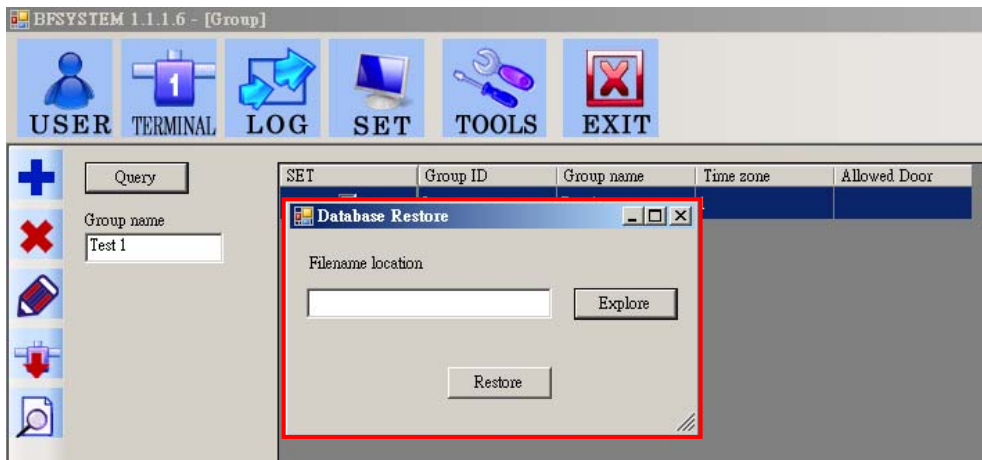 BFSYSTEM 1.1.1.6 - [Group]
USER TERMINAL 1 LOG SET TOOLS EXIT
Query
Group name
Test 1
SET Group ID Group name Time zone Allowed Door
Database Restore
Filename location
Explore
Restore